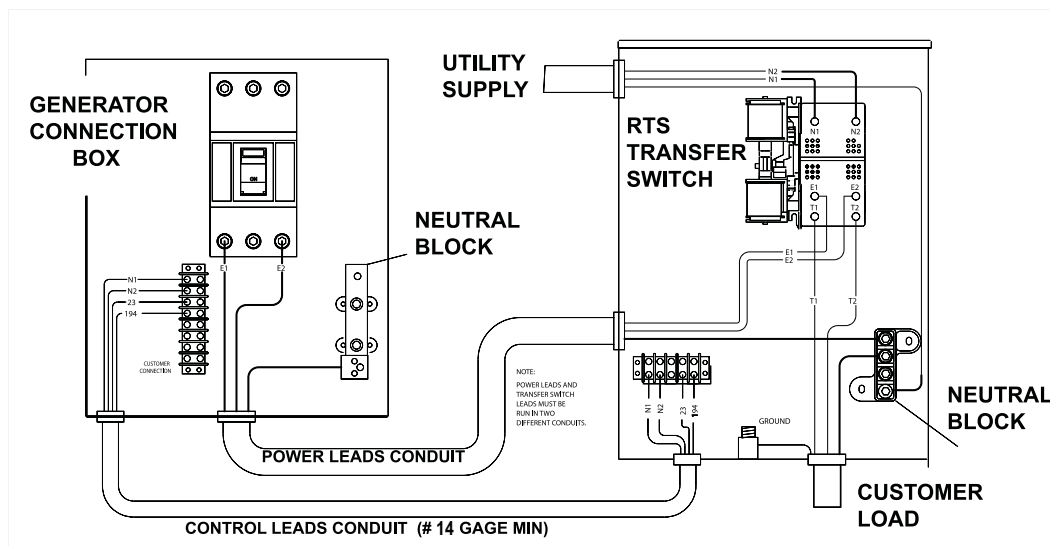 GENERATOR
CONNECTION
BOX
ON
E1
E2
N1
N2
23
194
CUSTOMER
CONNECTION
NEUTRAL
BLOCK
UTILITY
SUPPLY
N2
N1
RTS
TRANSFER
SWITCH
N1
N2
E1
E2
T1
T2
E1
E2
T1
T2
NOTE:
POWER LEADS AND
TRANSFER SWITCH
LEADS MUST BE
RUN IN TWO
DIFFERENT CONDUITS.
N1
N2
23
194
GROUND
NEUTRAL
BLOCK
POWER LEADS CONDUIT
CUSTOMER
LOAD
CONTROL LEADS CONDUIT (# 14 GAGE MIN)